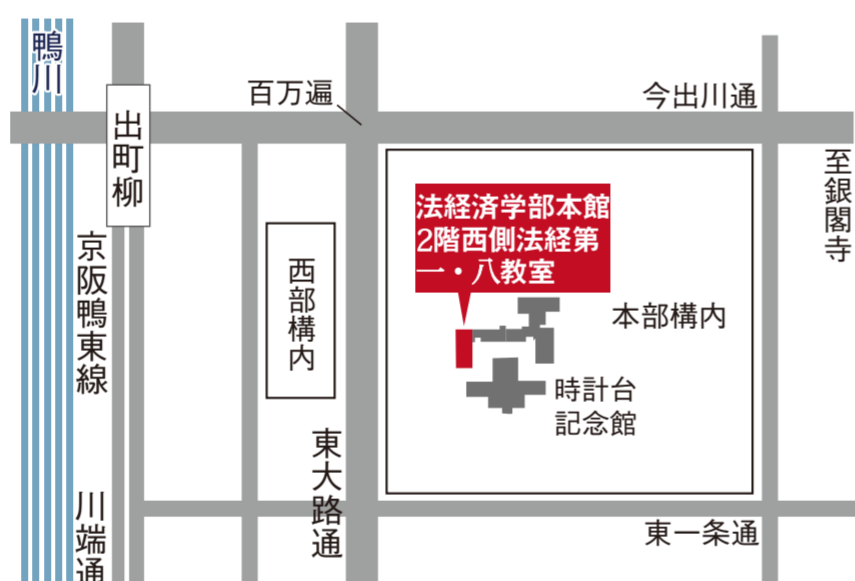 鴨川
百万遍
今出川通
出町柳
至銀閣寺
法経済学部本館
2階西側法経第
一・八教室
京阪鴨東線
西部構内
本部構内
時計台
記念館
東大路通
川端通
東一条通